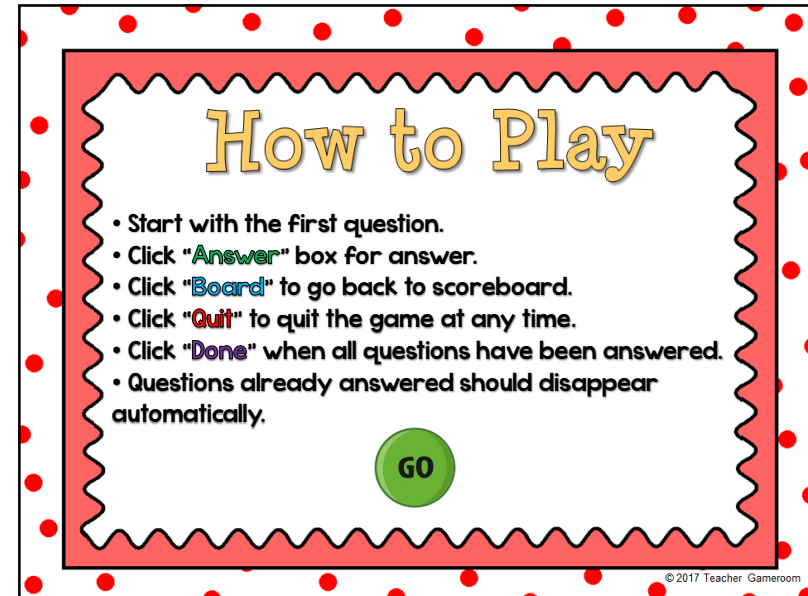 How to Play
• Start with the first question.
• Click "Answer" box for answer.
• Click "Board" to go back to scoreboard.
• Click "Quit" to quit the game at any time.
• Click "Done" when all questions have been answered.
• Questions already answered should disappear
automatically.
GO
©2017 Teacher Gameroom